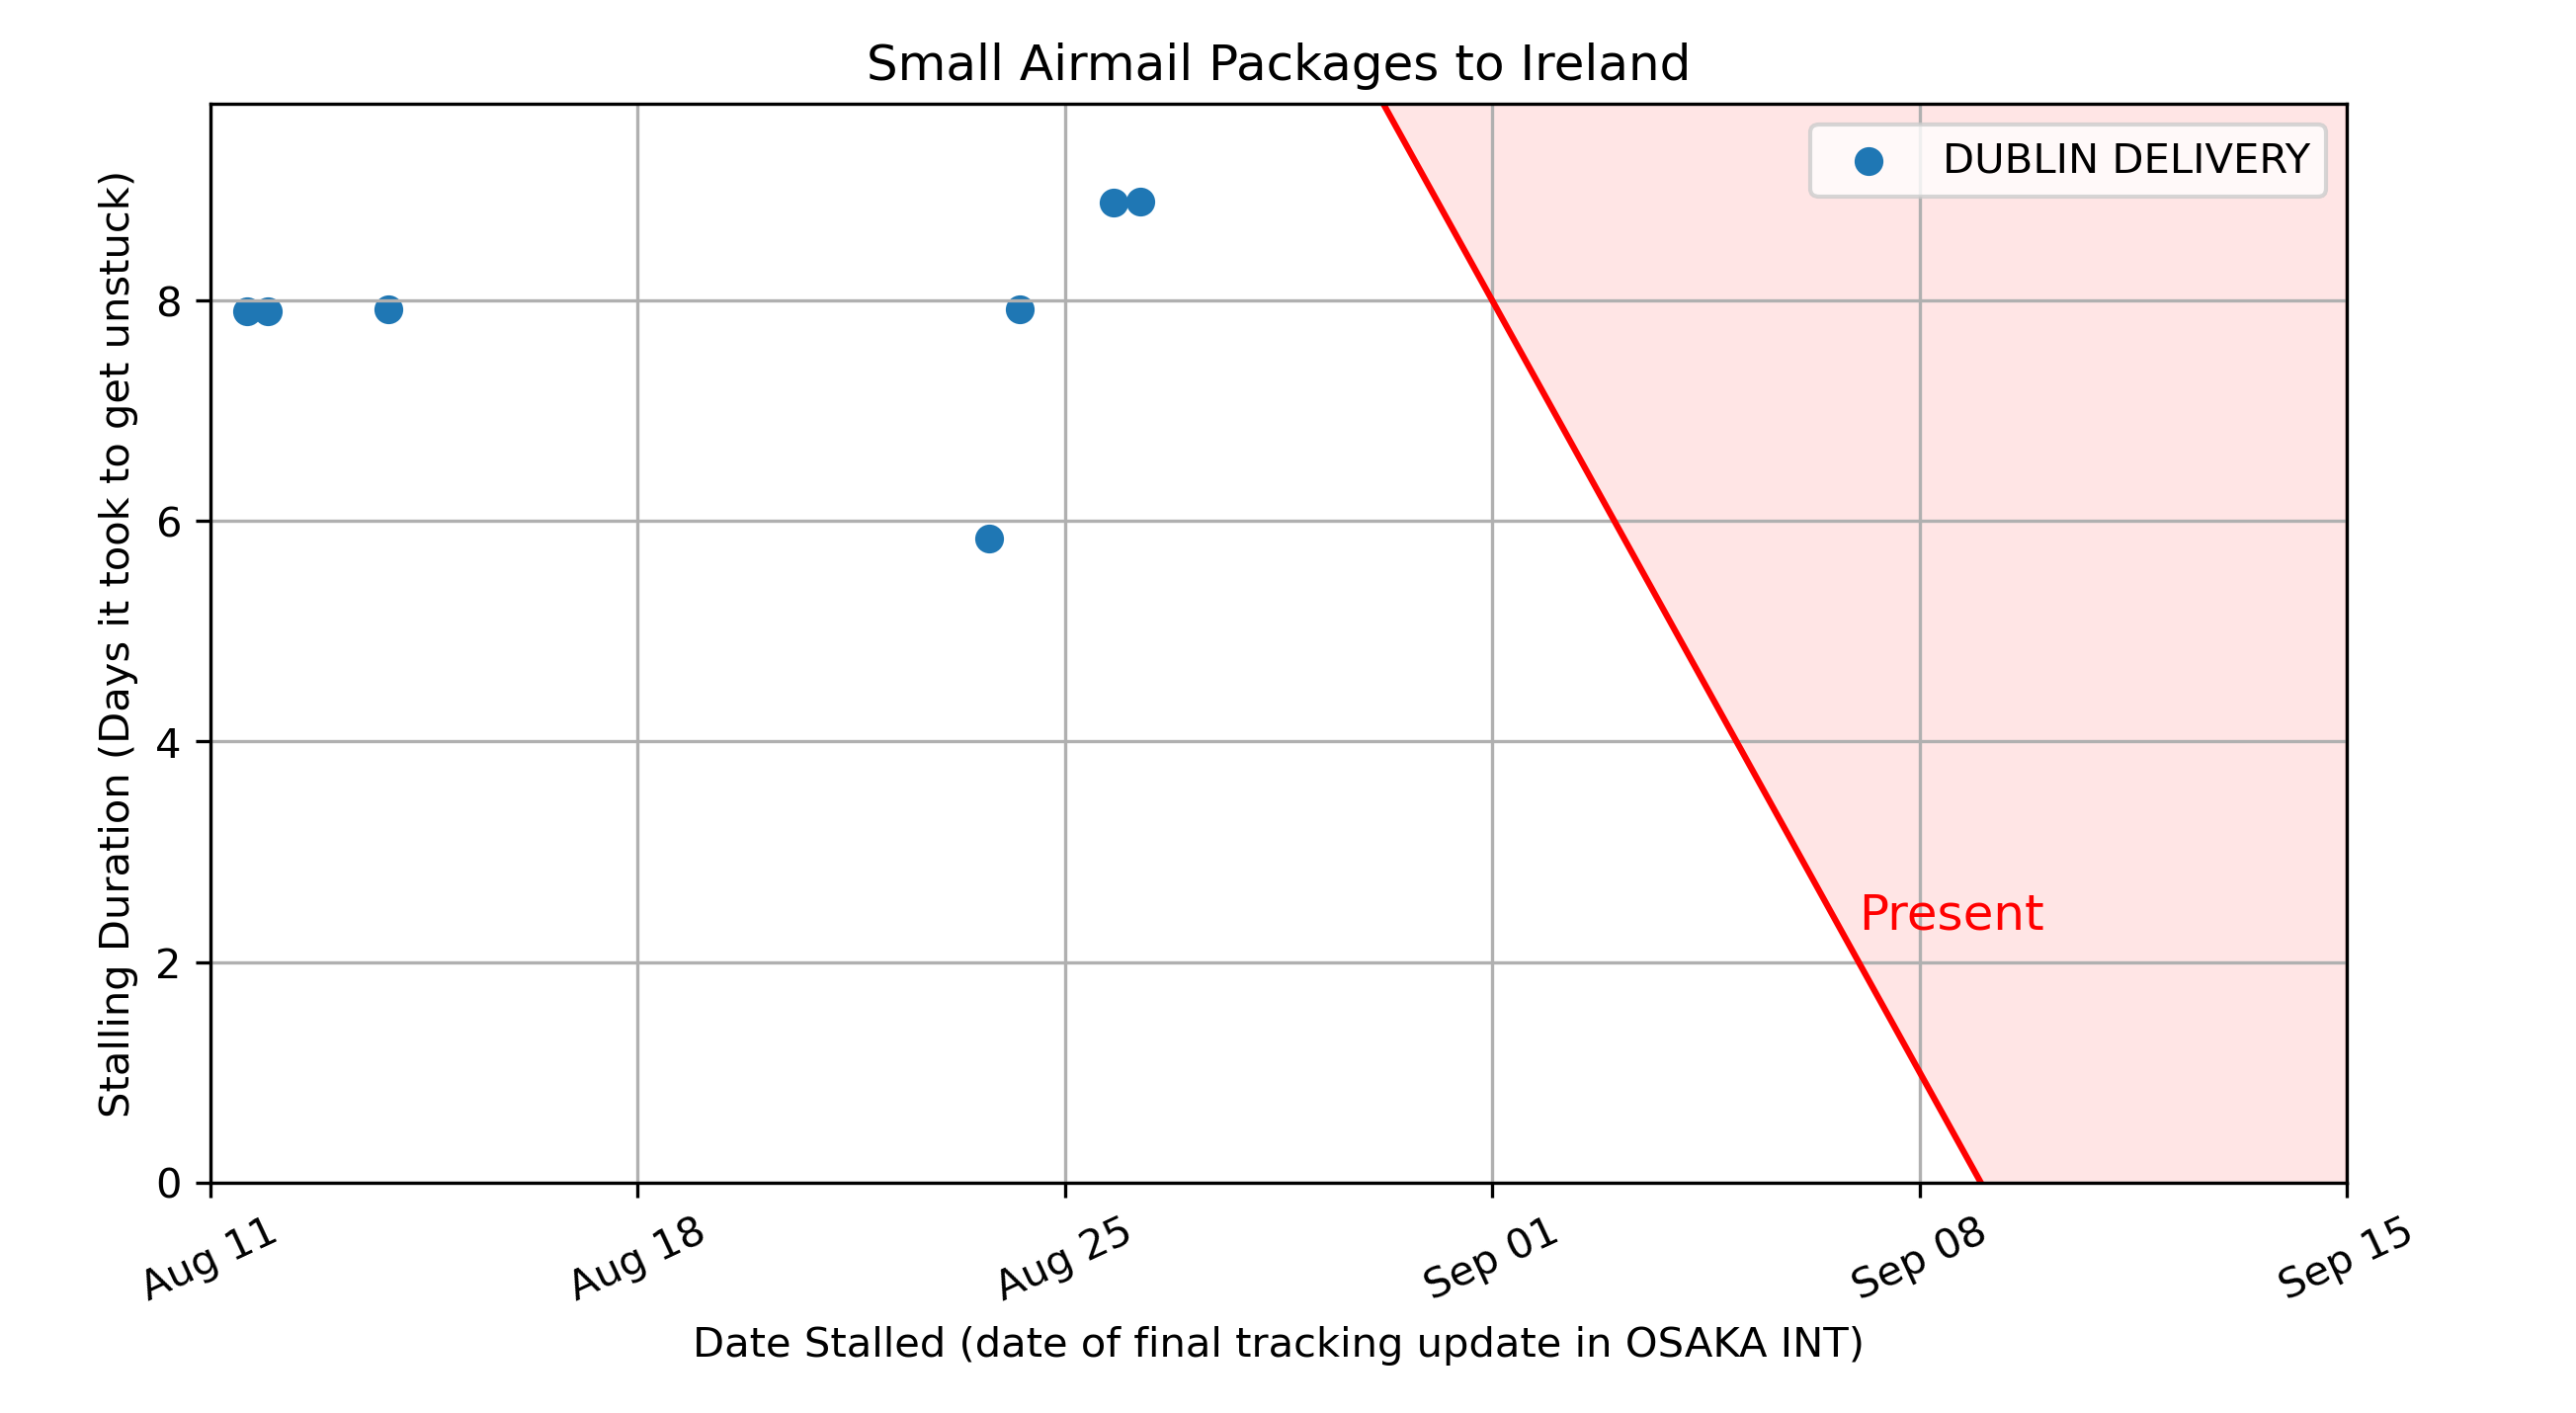 Small Airmail Packages to Ireland
DUBLIN DELIVERY
Stalling Duration (Days it took to get unstuck)
8
6
4
2
0
Present
Aug 11
Aug 18
Aug 25
Sep 01
Sep 08
Sep 15
Date Stalled (date of final tracking update in OSAKA INT)